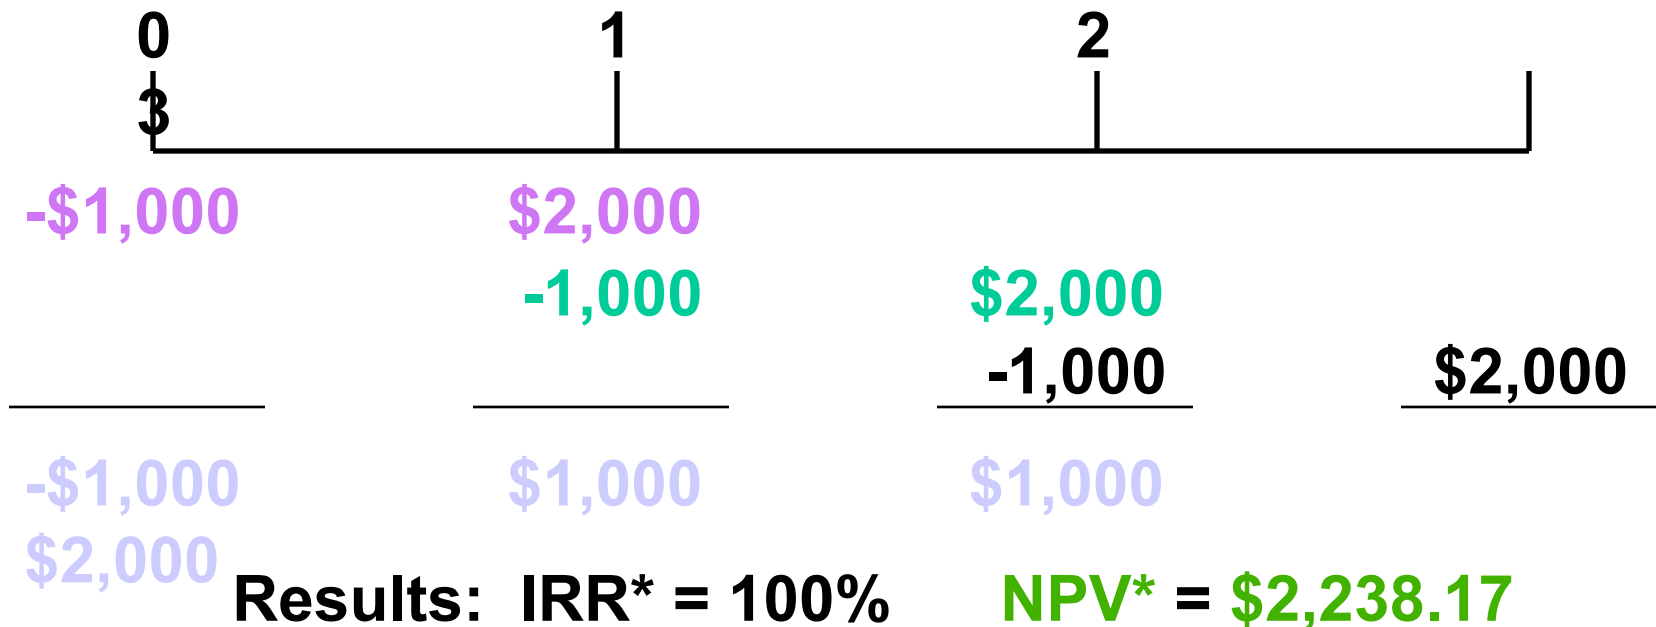 0 1 2
3
-$1,000 $2,000
-1,000 $2,000
-1,000 $2,000
-$1,000 $1,000 $1,000
$2,000
Results: IRR* = 100% NPV* = $2,238.17